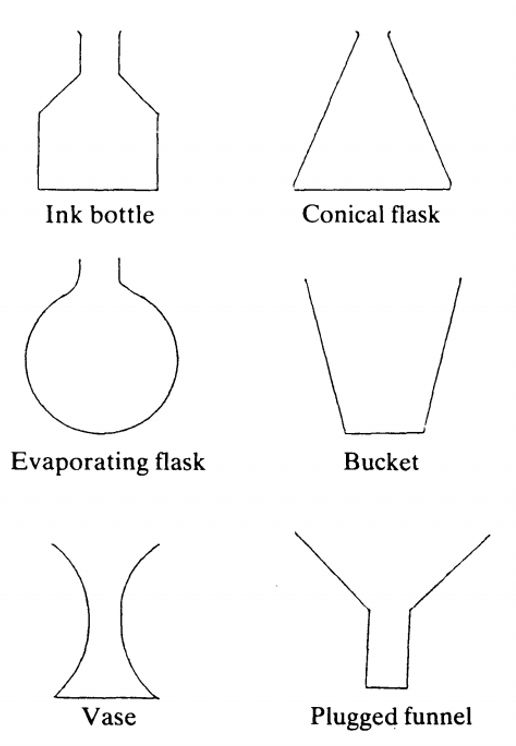 Ink bottle
Conical flask
Evaporating flask
Bucket
Vase
Plugged funnel